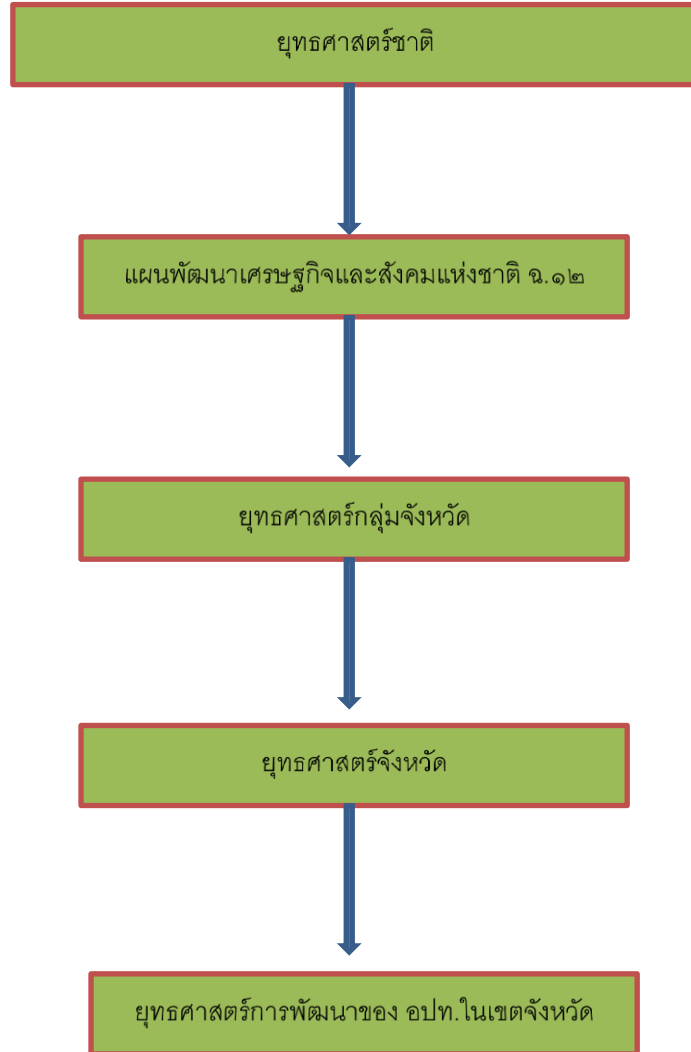 ยุทธศาสตร์ชาติ
แผนพัฒนาเศรษฐกิจและสังคมแห่งชาติ ฉ.๑๒
ยุทธศาสตร์กลุ่มจังหวัด
ยุทธศาสตร์จังหวัด
ยุทธศาสตร์การพัฒนาของ อปท.ในเขตจังหวัด